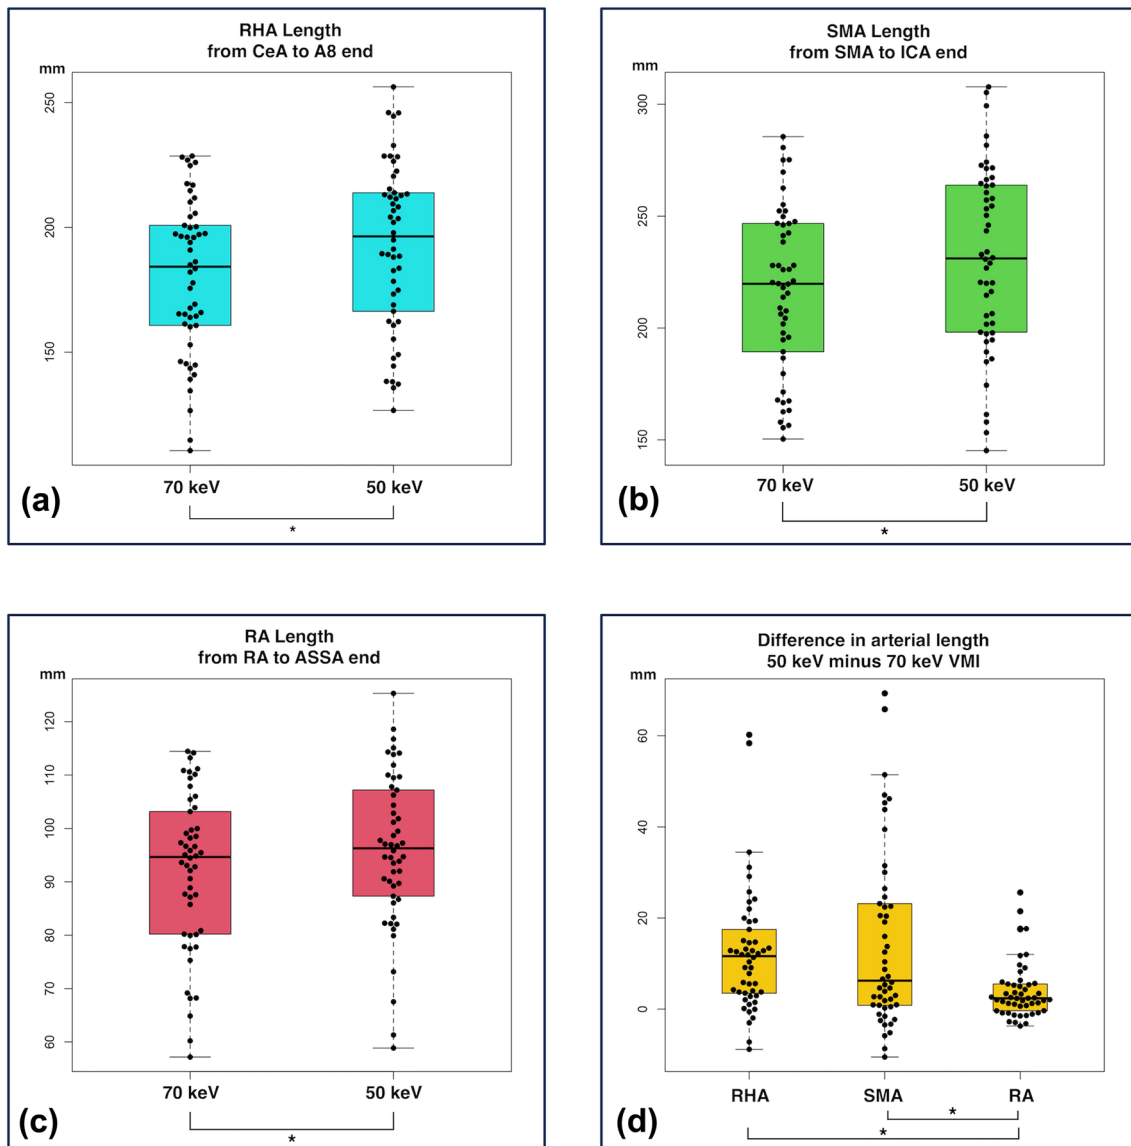 RHA Length
from CeA to A8 end
mm
250
200
150
70 keV 50 keV
*
(a)
SMA Length
from SMA to ICA end
mm
300
250
200
150
70 keV 50 keV
*
(b)
RA Length
from RA to ASSA end
mm
120
110
100
90
80
70
60
70 keV 50 keV
*
(c)
Difference in arterial length
50 keV minus 70 keV VMI
mm
60
40
20
0
RHA SMA RA
*
*
(d)